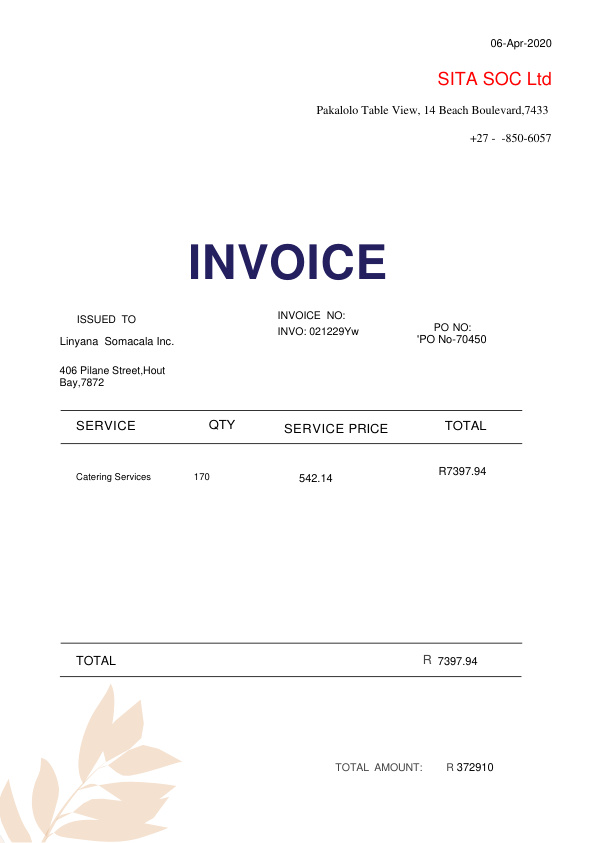 06-Apr-2020
SITA SOC Ltd
Pakalolo Table View, 14 Beach Boulevard,7433
+27 -  -850-6057
INVOICE
ISSUED TO
Linyana Somacala Inc.
406 Pilane Street,Hout
Bay,7872
INVOICE NO:
INVO: 021229Yw
PO NO:
'PO No-70450
SERVICE QTY SERVICE PRICE TOTAL
Catering Services 170 542.14 R7397.94
TOTAL R 7397.94
TOTAL AMOUNT: R 372910